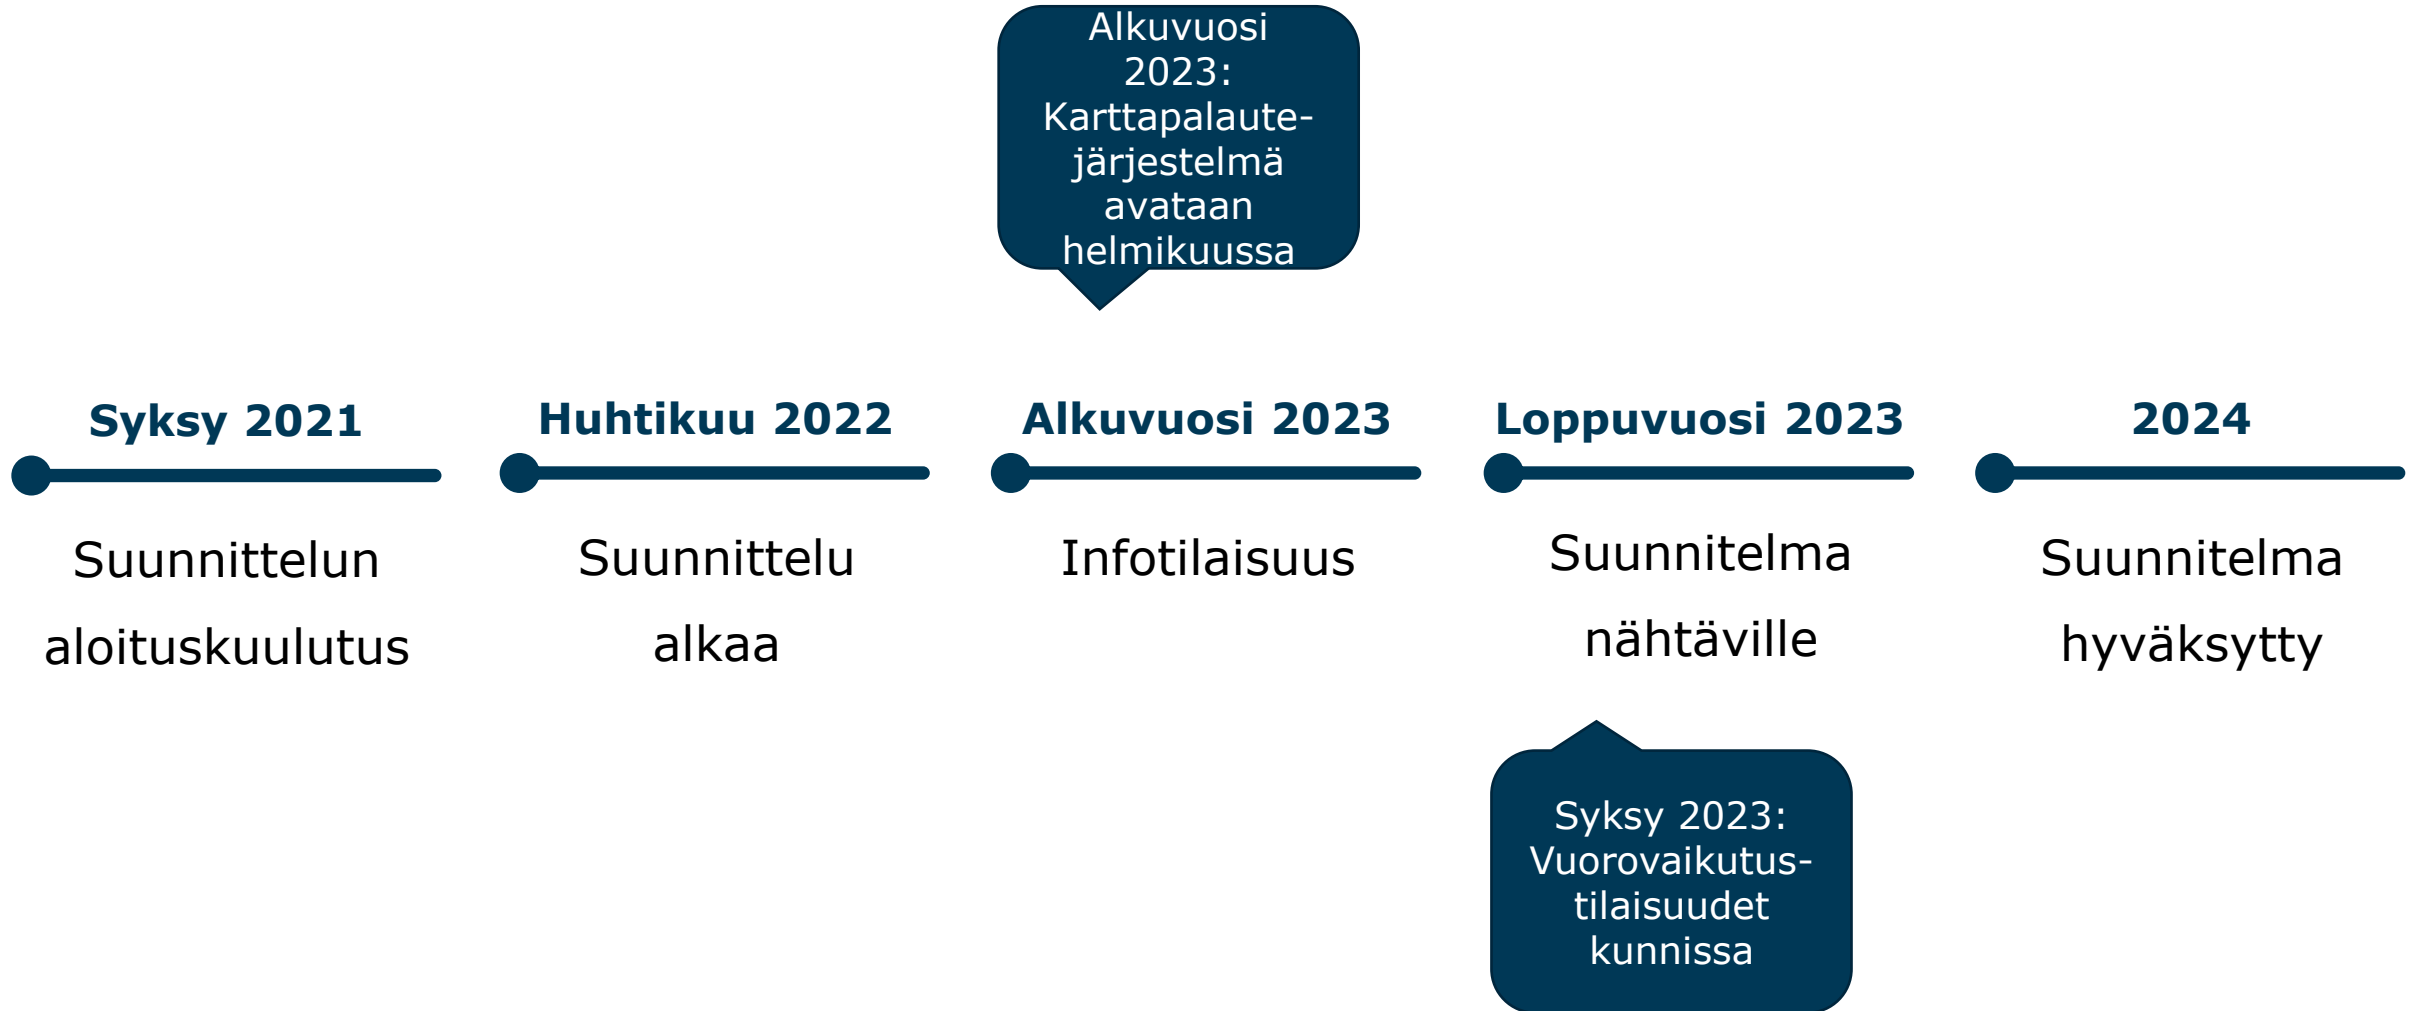 Alkuvuosi
2023:
Karttapalaute-
järjestelmä
avataan
helmikuussa
Syksy 2021
Suunnittelun
aloituskuulutus
Huhtikuu 2022
Suunnittelu
alkaa
Alkuvuosi 2023
Infotilaisuus
Loppuvuosi 2023
Suunnitelma
nähtäville
2024
Suunnitelma
hyväksytty
Syksy 2023:
Vuorovaikutus-
tilaisuudet
kunnissa